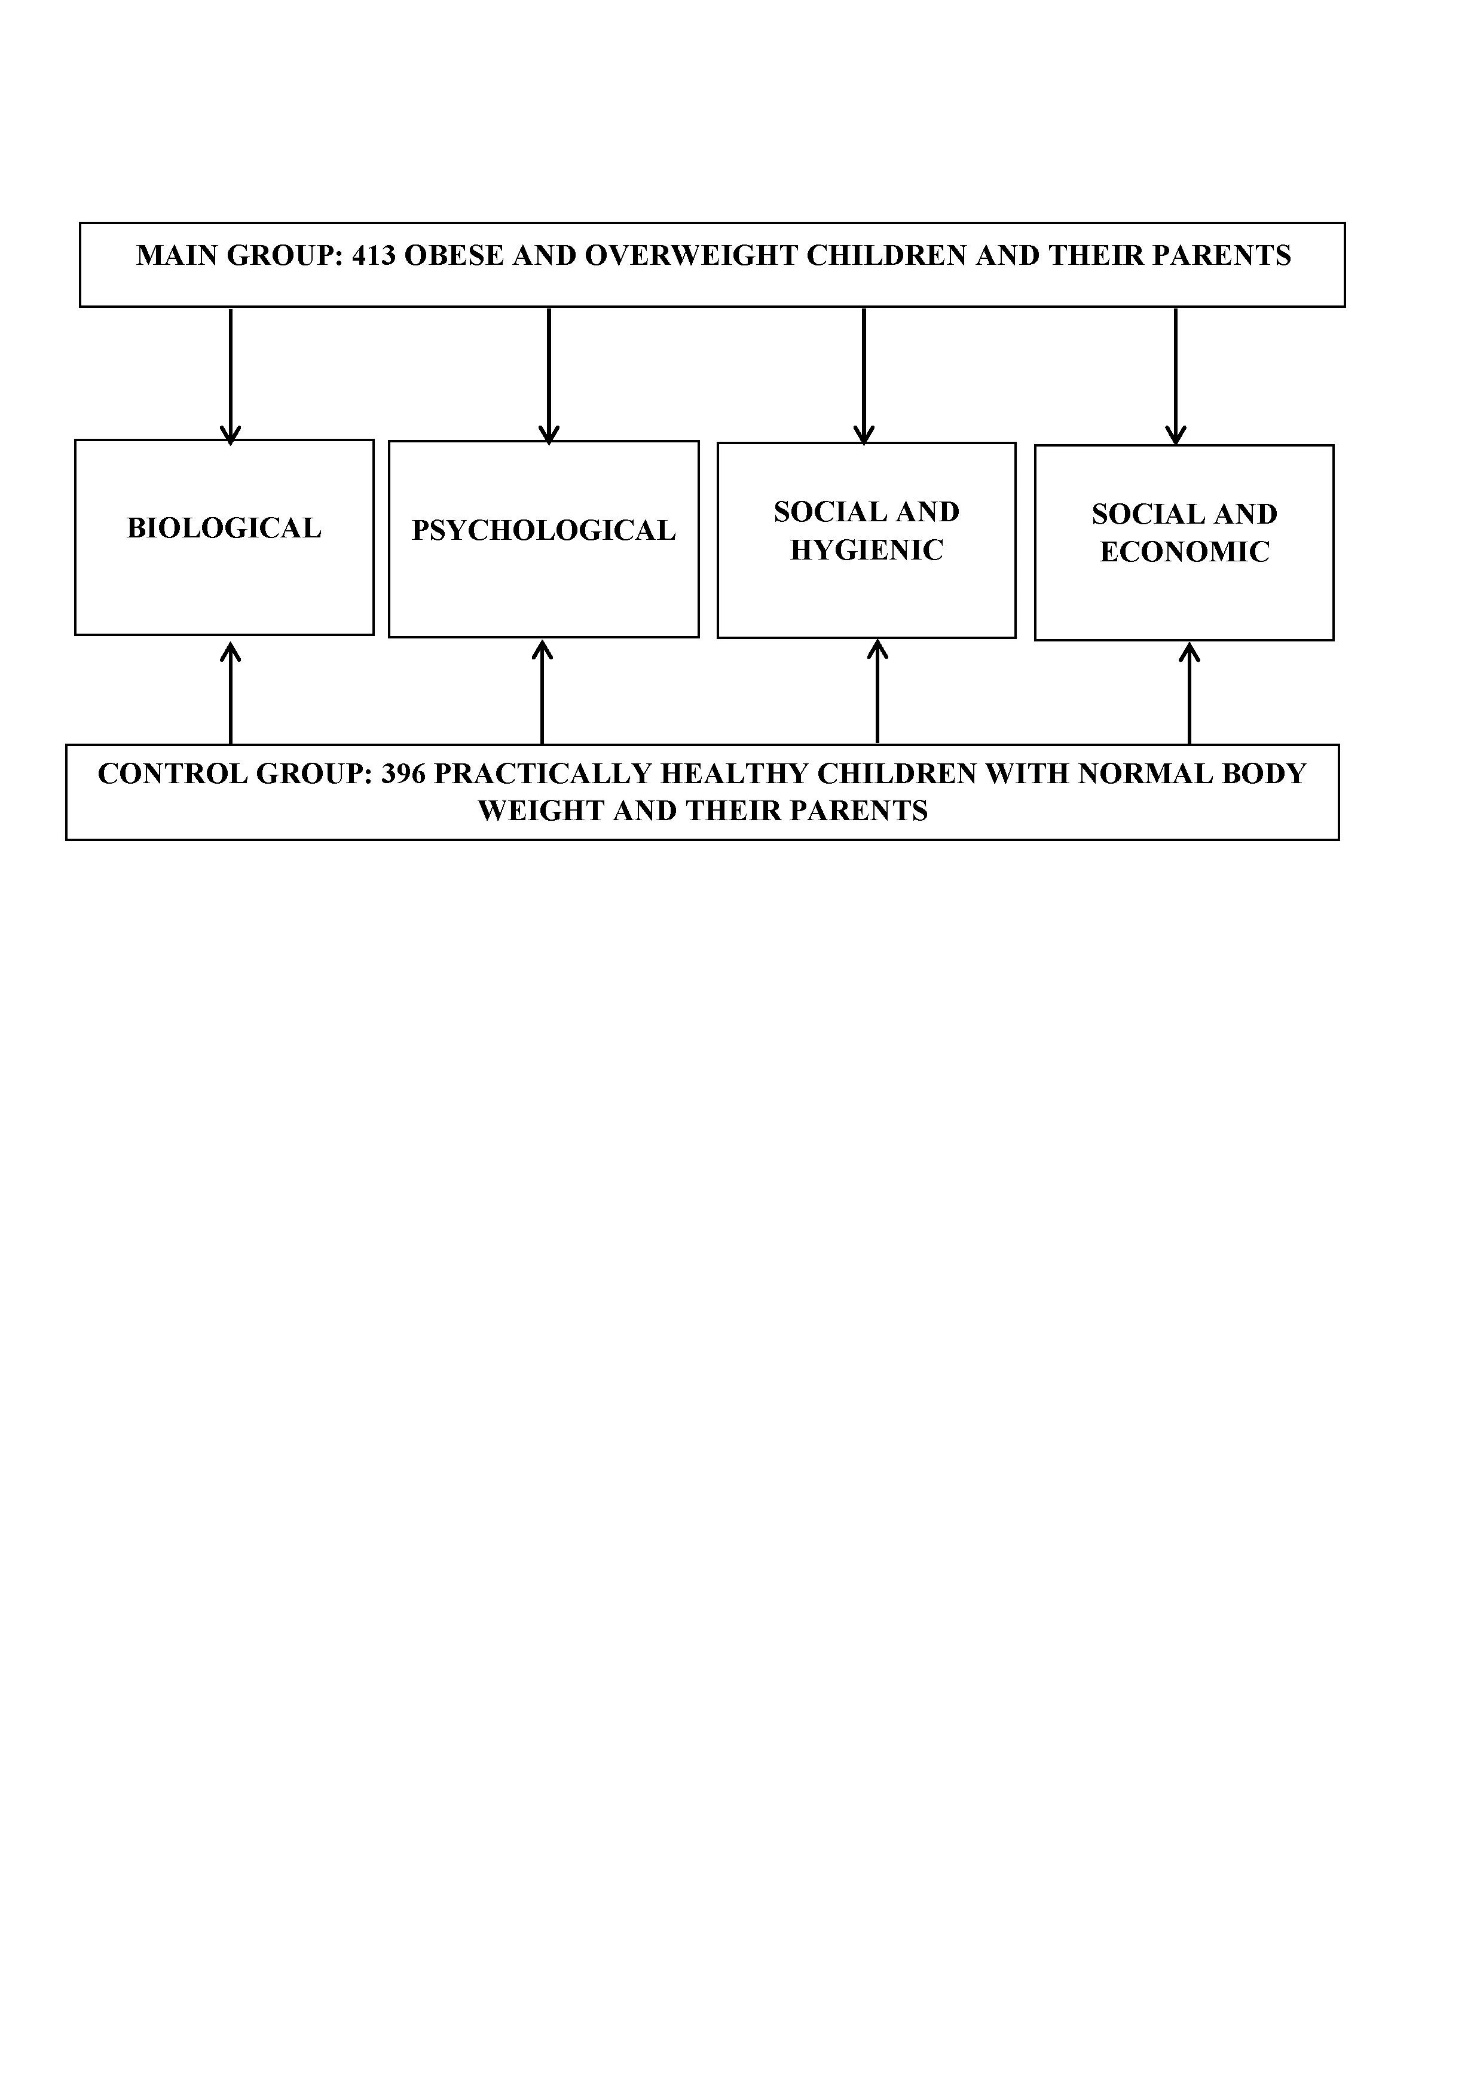 MAIN GROUP: 413 OBESE AND OVERWEIGHT CHILDREN AND THEIR PARENTS
BIOLOGICAL
PSYCHOLOGICAL
SOCIAL AND
HYGIENIC
SOCIAL AND
ECONOMIC
CONTROL GROUP: 396 PRACTICALLY HEALTHY CHILDREN WITH NORMAL BODY
WEIGHT AND THEIR PARENTS